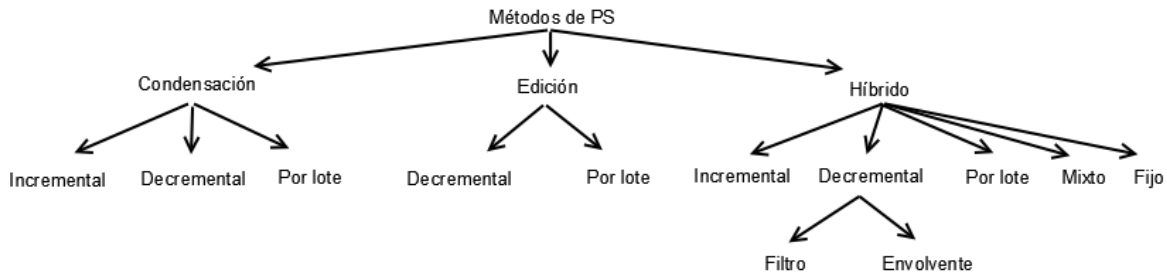 Métodos de PS
Condensación
Edición
Híbrido
Incremental
Decremental
Por lote
Decremental
Por lote
Incremental
Decremental
Por lote
Mixto
Fijo
Filtro
Envolvente